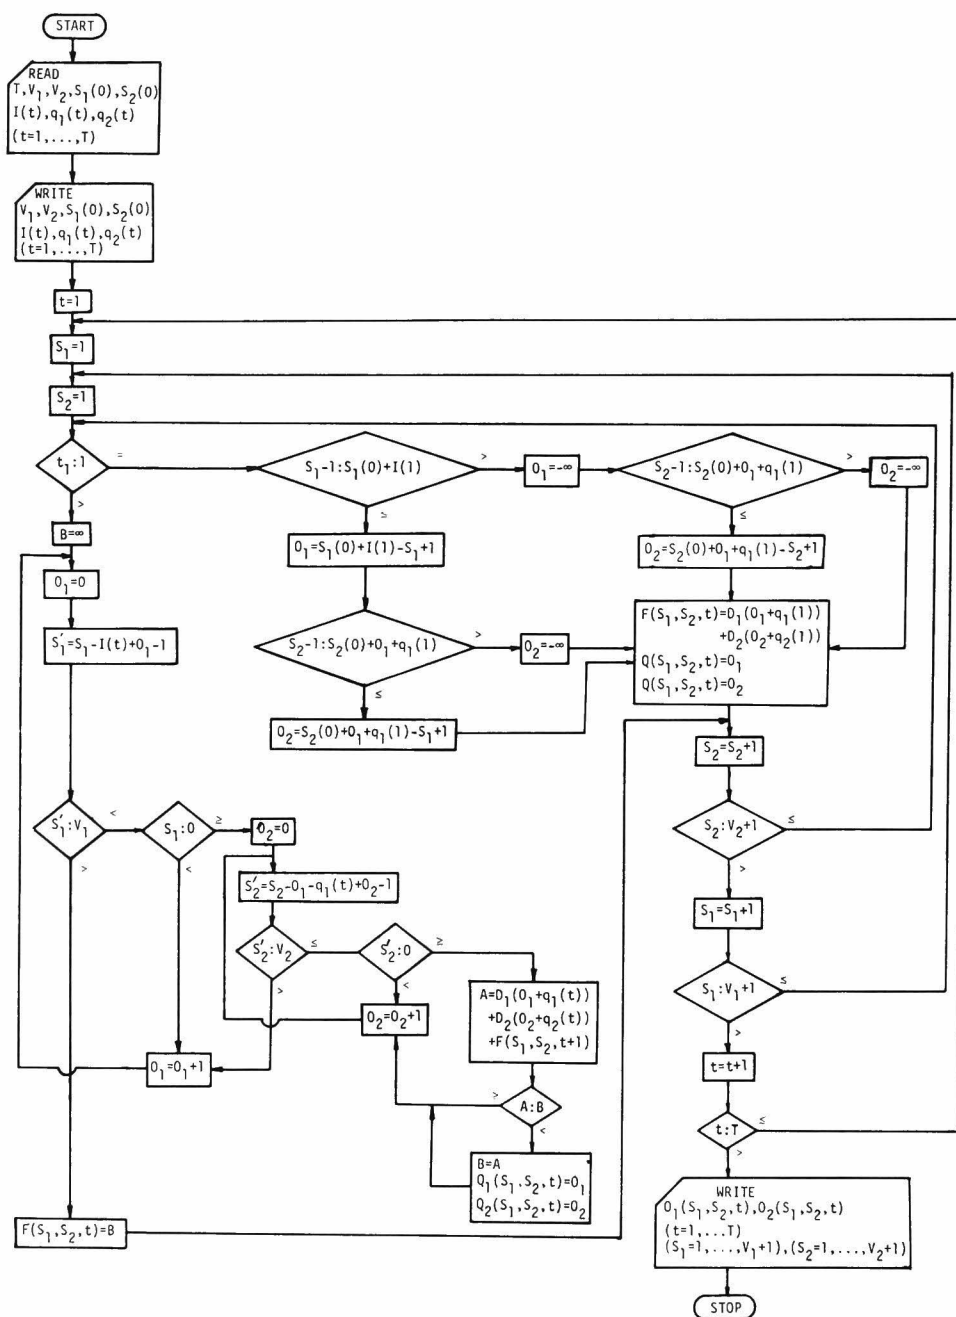 START
READ
T,V₁,V₂,S₁(0),S₂(0)
I(t),q₁(t),q₂(t)
(t=1,...,T)
WRITE
V₁,V₂,S₁(0),S₂(0)
I(t),q₁(t),q₂(t)
(t=1,...,T)
t=1
S₁=1
S₂=1
t₁:1
=
>
S₁-1:S₁(0)+I(1)
>
≥
O₁=-∞
S₂-1:S₂(0)+O₁+q₁(1)
>
≤
O₂=-∞
B=∞
O₁=S₁(0)+I(1)-S₁+1
O₂=S₂(0)+O₁+q₁(1)-S₂+1
O₁=0
S₁'=S₁-I(t)+O₁-1
S₂-1:S₂(0)+O₁+q₁(1)
>
≤
O₂=-∞
F(S₁,S₂,t)=D₁(O₁+q₁(1))
+D₂(O₂+q₂(1))
Q(S₁,S₂,t)=O₁
Q(S₁,S₂,t)=O₂
O₂=S₂(0)+O₁+q₁(1)-S₁+1
S₂=S₂+1
S₁':V₁
<
>
S₁:0
≥
<
O₂=0
S₂:V₂+1
≤
>
S₂'=S₂-O₁-q₁(t)+O₂-1
S₁=S₁+1
S₂':V₂
≤
>
S₂':0
≥
<
A=D₁(O₁+q₁(t))
+D₂(O₂+q₂(t))
+F(S₁,S₂,t+1)
S₁:V₁+1
≤
>
O₂=O₂+1
O₁=O₁+1
t=t+1
A:B
≥
<
t:T
≤
>
B=A
Q₁(S₁,S₂,t)=O₁
Q₂(S₁,S₂,t)=O₂
WRITE
O₁(S₁,S₂,t),O₂(S₁,S₂,t)
(t=1,...T)
(S₁=1,...,V₁+1),(S₂=1,...,V₂+1)
F(S₁,S₂,t)=B
STOP